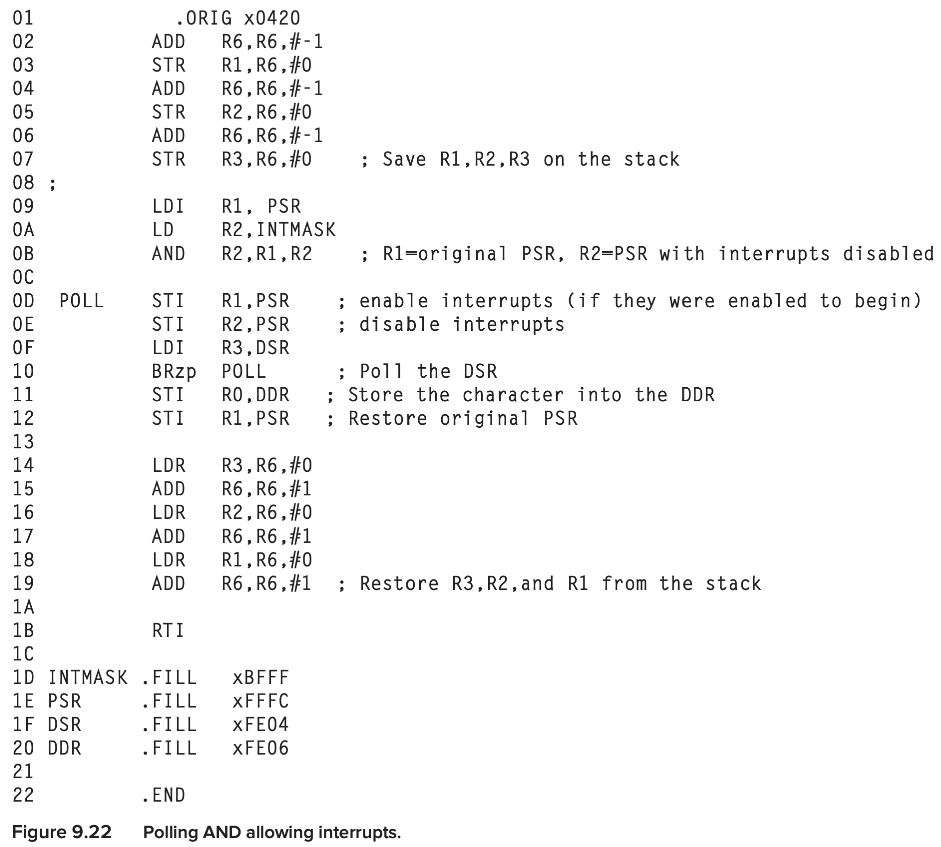 01 .ORIG x0420
02 ADD R6,R6,#-1
03 STR R1,R6,#0
04 ADD R6,R6,#-1
05 STR R2,R6,#0
06 ADD R6,R6,#-1
07 STR R3,R6,#0 ; Save R1,R2,R3 on the stack
08 ;
09 LDI R1, PSR
0A LD R2,INTMASK
0B AND R2,R1,R2 ; R1=original PSR, R2=PSR with interrupts disabled
0C
0D POLL STI R1,PSR ; enable interrupts (if they were enabled to begin)
0E STI R2,PSR ; disable interrupts
0F LDI R3,DSR
10 BRzp POLL ; Poll the DSR
11 STI R0,DDR ; Store the character into the DDR
12 STI R1,PSR ; Restore original PSR
13
14 LDR R3,R6,#0
15 ADD R6,R6,#1
16 LDR R2,R6,#0
17 ADD R6,R6,#1
18 LDR R1,R6,#0
19 ADD R6,R6,#1 ; Restore R3,R2,and R1 from the stack
1A
1B RTI
1C
1D INTMASK .FILL xBFFF
1E PSR .FILL xFFFC
1F DSR .FILL xFE04
20 DDR .FILL xFE06
21
22 .END
Figure 9.22 Polling AND allowing interrupts.